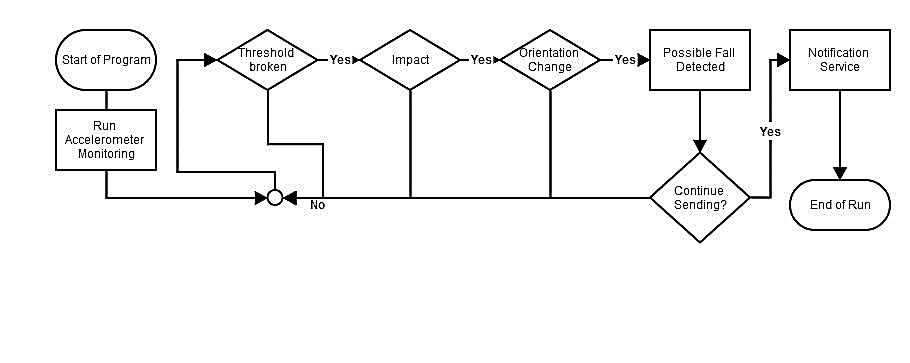 Start of Program
Run
Accelerometer
Monitoring
Threshold
broken
Yes
Impact
Yes
Orientation
Change
Yes
Possible Fall
Detected
Notification
Service
Yes
Continue
Sending?
No
End of Run